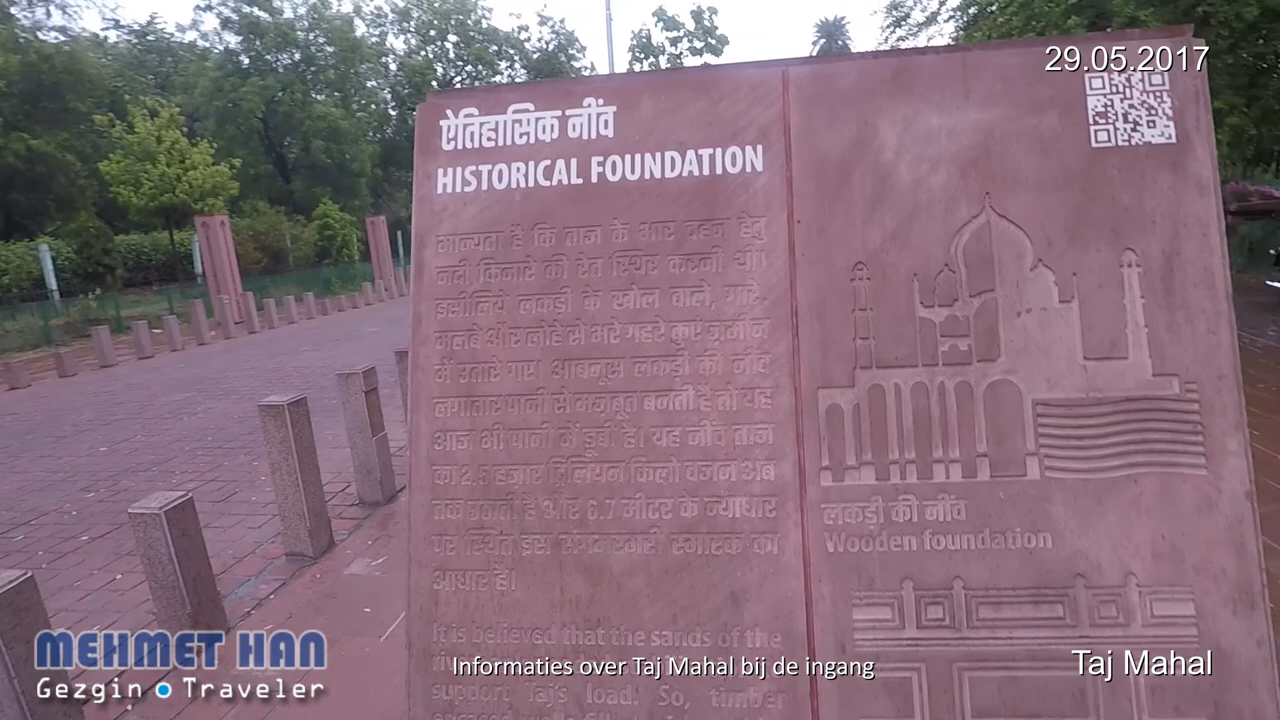 29.05.2017
ऐतिहासिक नींव
HISTORICAL FOUNDATION
मान्यता है कि ताज के भार वहन हेतु
नदी किनारे की रेत स्थिर करनी थी।
इसीलिये लकड़ी के खोल वाले, गारे,
मलबे और लोहे से भरे गहरे कुएं ज़मीन
में उतारे गए। आबनूस लकड़ी की नींव
लगातार पानी से मज़बूत बनती है तो यह
आज भी पानी में डूबी है। यह नींव ताज
का 2.5 हजार ट्रिलियन किलो वजन अब
तक उठाती है और 6.7 मीटर के न्याधार
पर स्थित इस संगमरमरी स्मारक का
आधार है।
It is believed that the sands of the
support Taj's load. So, timber
लकड़ी की नींव
Wooden foundation
MEHMET HAN
Gezgin Traveler
Informaties over Taj Mahal bij de ingang
Taj Mahal